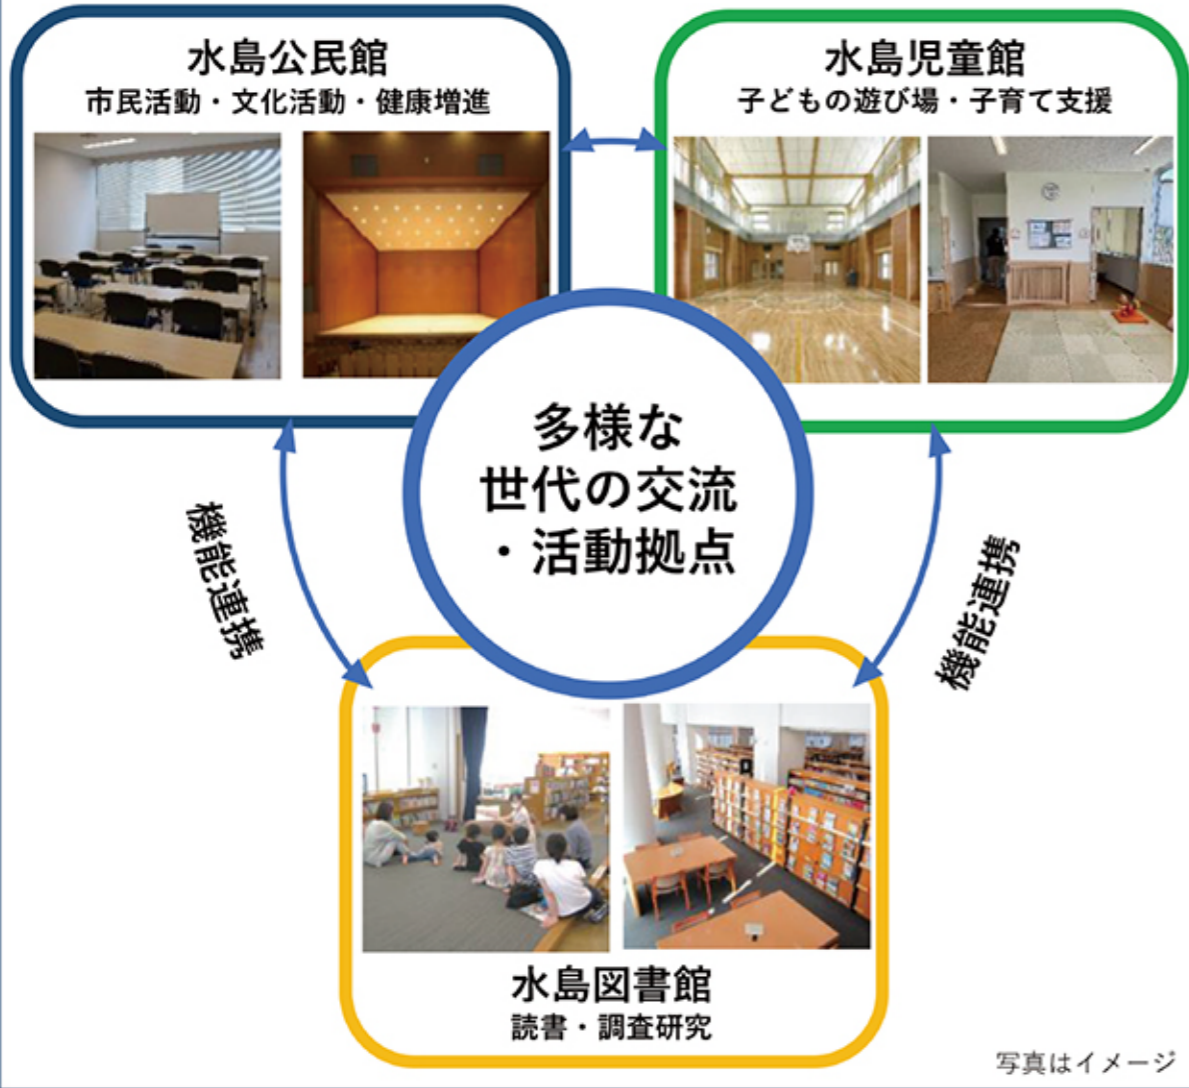 水島公民館
市民活動・文化活動・健康増進
水島児童館
子どもの遊び場・子育て支援
多様な
世代の交流
・活動拠点
機能連携
機能連携
水島図書館
読書・調査研究
写真はイメージ